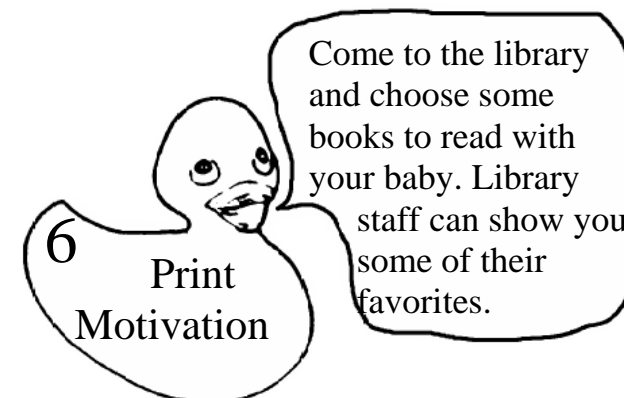 Come to the library
and choose some
books to read with
your baby. Library
staff can show you
some of their
favorites.
6
Print
Motivation